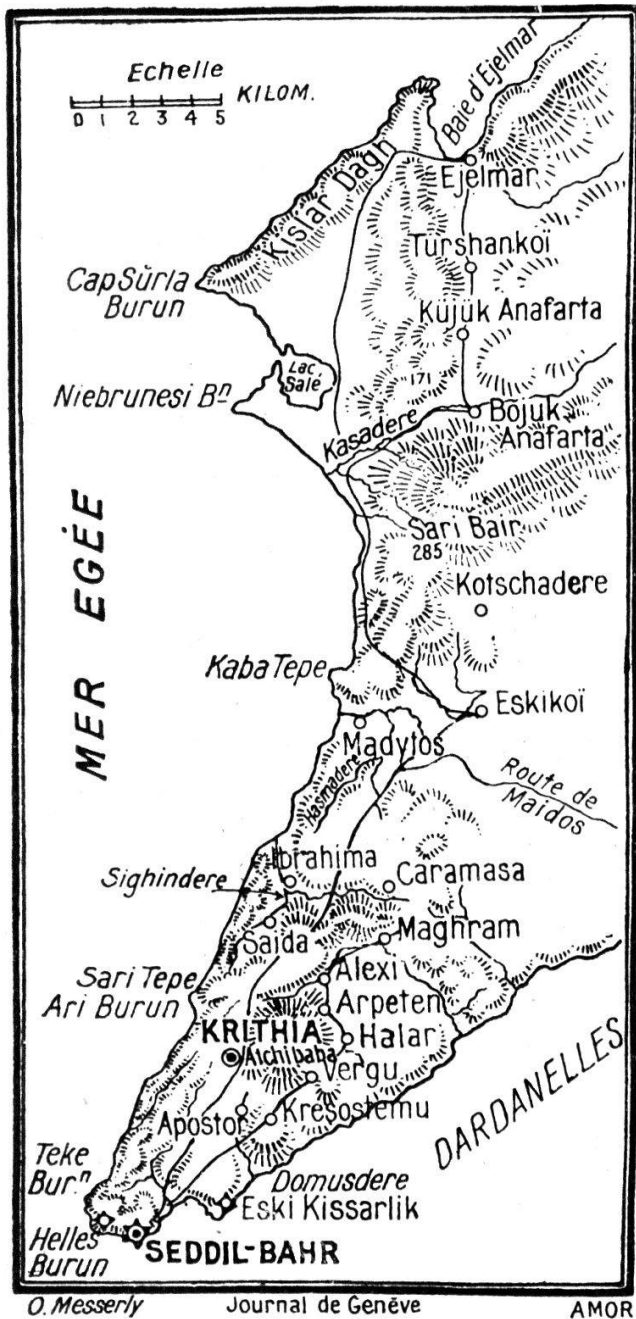 Echelle
KILOM.
0 1 2 3 4 5
Baie d'Ejelmar
Ejelmar
Kislar Dagh
Turshankoï
Cap Sûrla
Burun
Kújúk Anafarta
Lac
Salé
171
Niebrunesi Bn
Bojuk
Anafarta
Kasadere
Sari Bair
285
MER EGÉE
Kotschadere
Kaba Tepe
Eskikoï
Madytos
Route de
Maidos
Hasmadere
Ibrahima
Caramasa
Sighindere
Saida
Maghram
Sari Tepe
Ari Burun
Alexi
Arpeten
KRITHIA
Halar
Atchibaba
Vergu
DARDANELLES
Apostor
Kresostemu
Teke
Bur.n
Domusdere
Eski Kissarlik
Helles
Burun
SEDDIL-BAHR
O. Messerly
Journal de Genève
AMOR